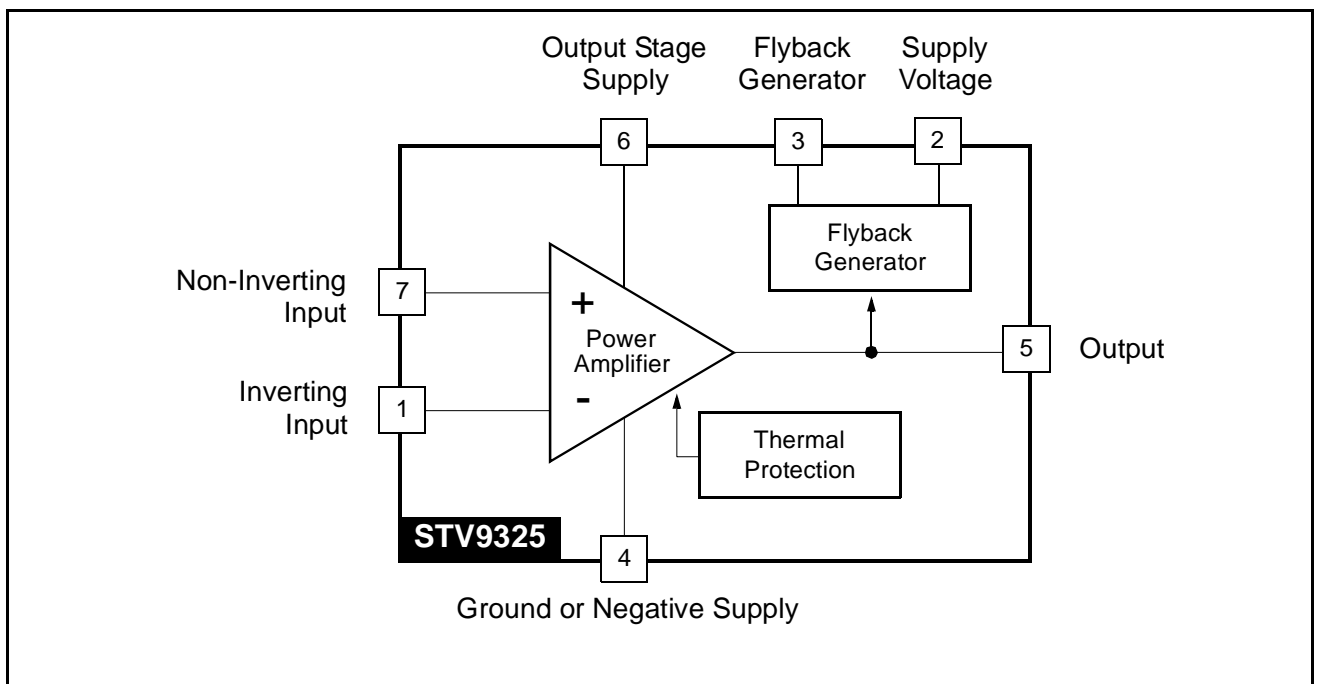 Output Stage
Supply
Flyback
Generator
Supply
Voltage
6
3
2
Flyback
Generator
Non-Inverting
Input
7
+
Power
Amplifier
5
Output
Inverting
Input
1
-
Thermal
Protection
STV9325
4
Ground or Negative Supply